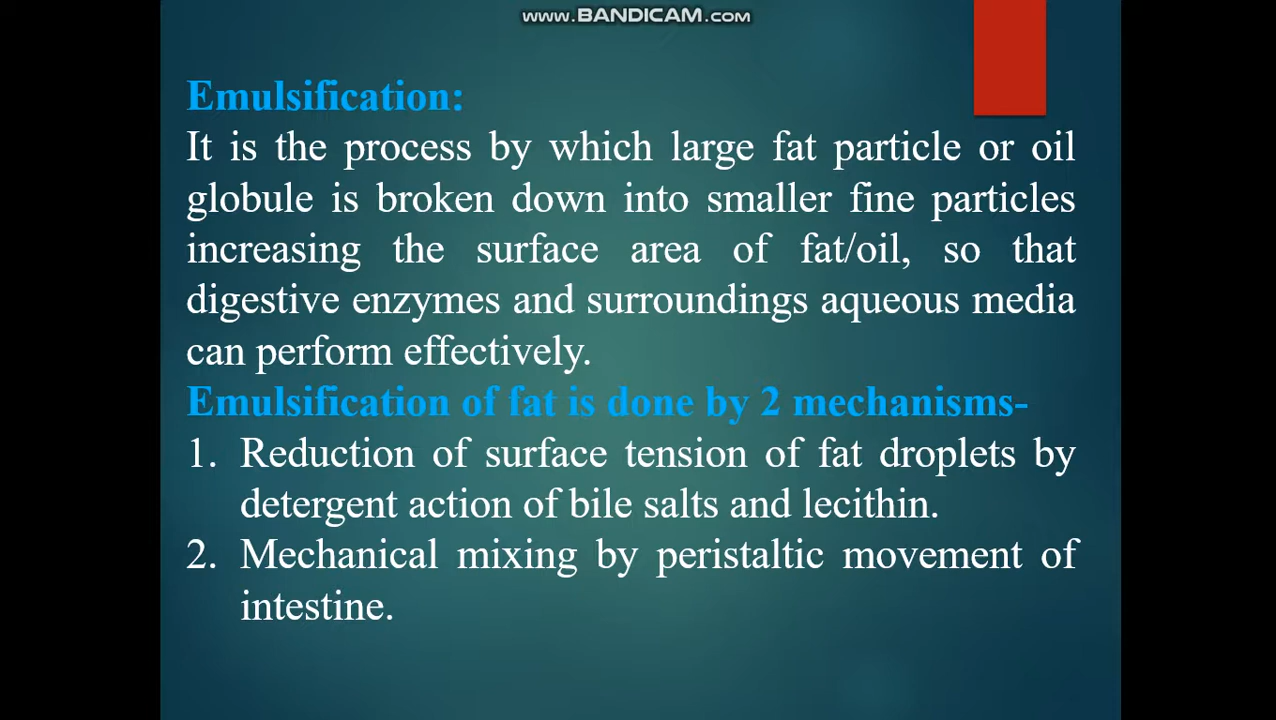 www.BANDICAM.com
Emulsification:
It is the process by which large fat particle or oil
globule is broken down into smaller fine particles
increasing the surface area of fat/oil, so that
digestive enzymes and surroundings aqueous media
can perform effectively.
Emulsification of fat is done by 2 mechanisms-
1. Reduction of surface tension of fat droplets by
detergent action of bile salts and lecithin.
2. Mechanical mixing by peristaltic movement of
intestine.